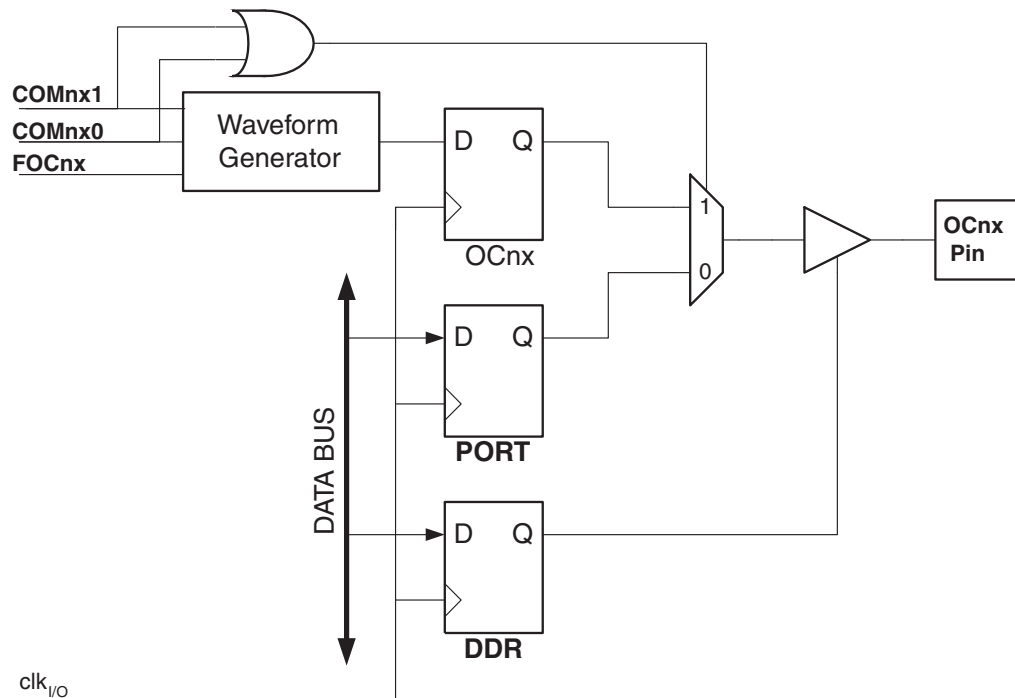 COMnx1
COMnx0
FOCnx
Waveform
Generator
D Q
OCnx
1
0
OCnx
Pin
D Q
PORT
DATA BUS
D Q
DDR
clkI/O